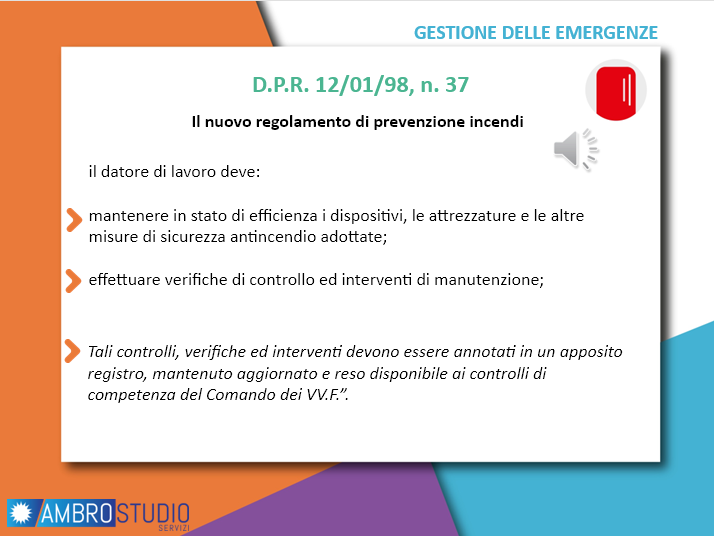 GESTIONE DELLE EMERGENZE
D.P.R. 12/01/98, n. 37
Il nuovo regolamento di prevenzione incendi
il datore di lavoro deve:
mantenere in stato di efficienza i dispositivi, le attrezzature e le altre
misure di sicurezza antincendio adottate;
effettuare verifiche di controllo ed interventi di manutenzione;
Tali controlli, verifiche ed interventi devono essere annotati in un apposito
registro, mantenuto aggiornato e reso disponibile ai controlli di
competenza del Comando dei VV.F.”.
AMBROSTUDIO
SERVIZI